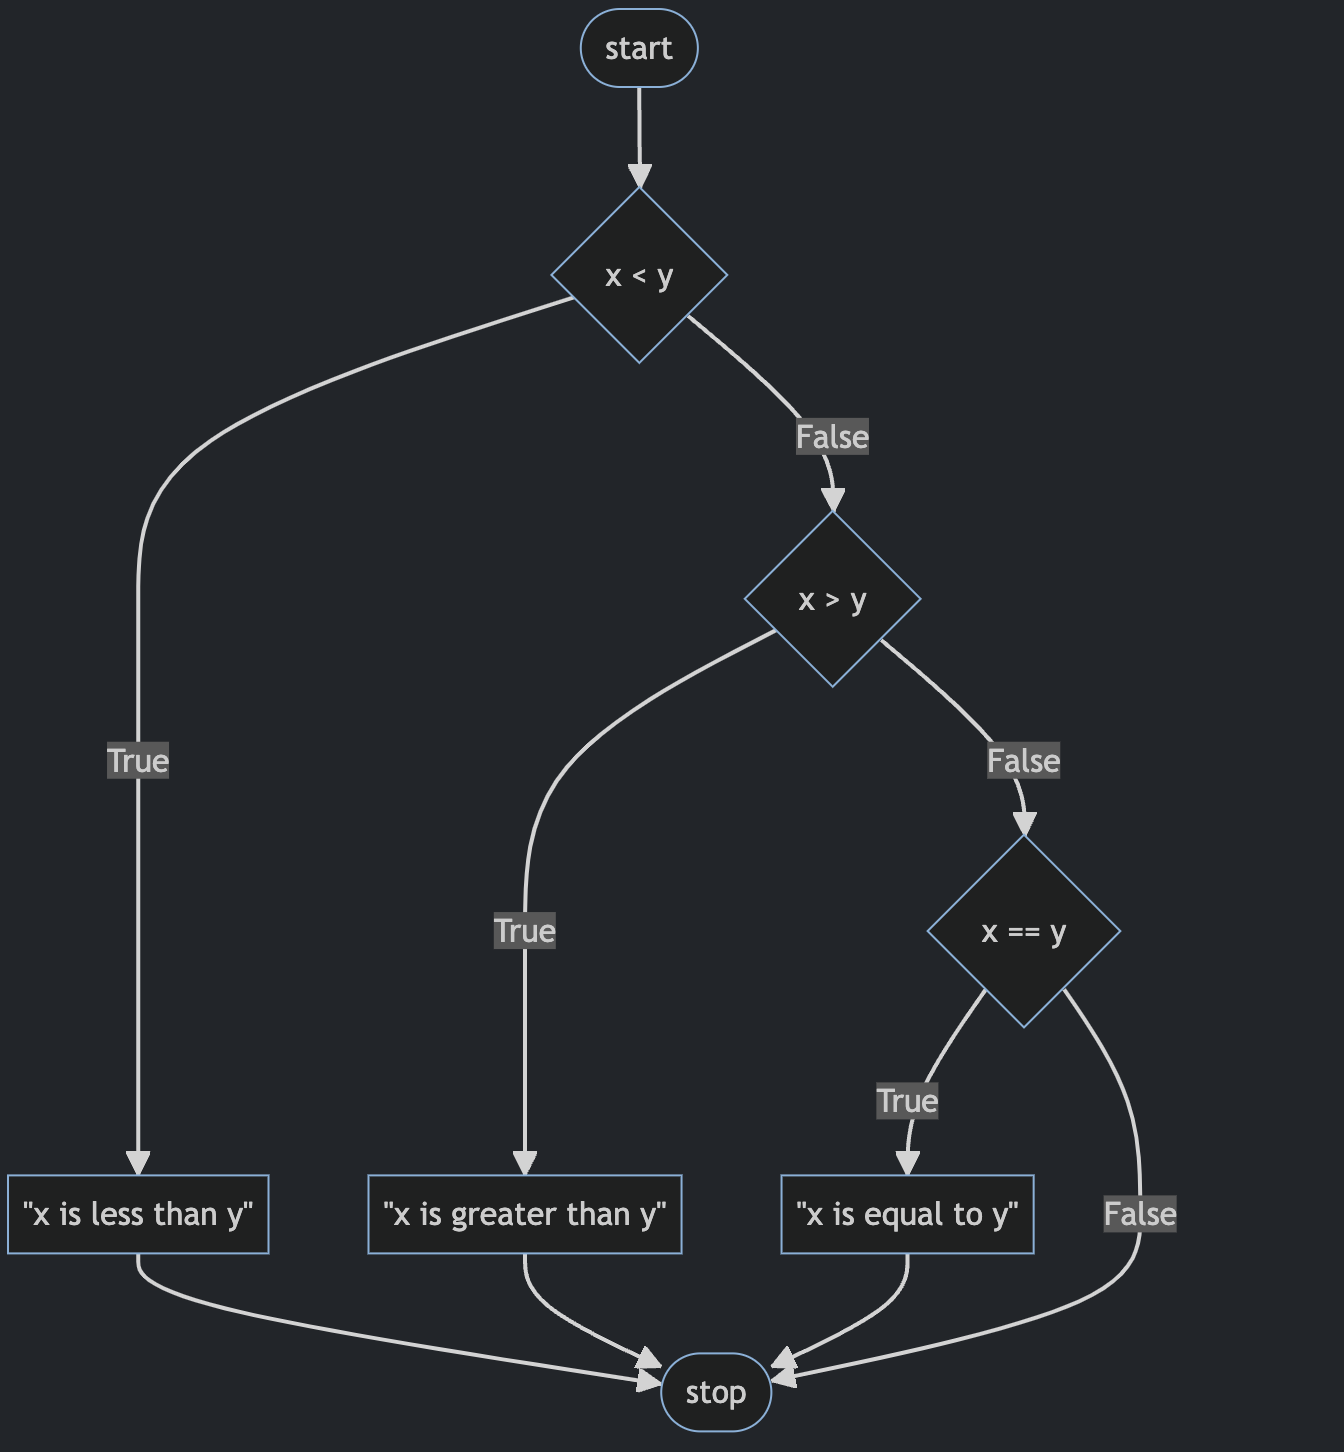 start
x < y
False
x > y
True
False
True
x == y
True
"x is less than y"
"x is greater than y"
"x is equal to y"
False
stop